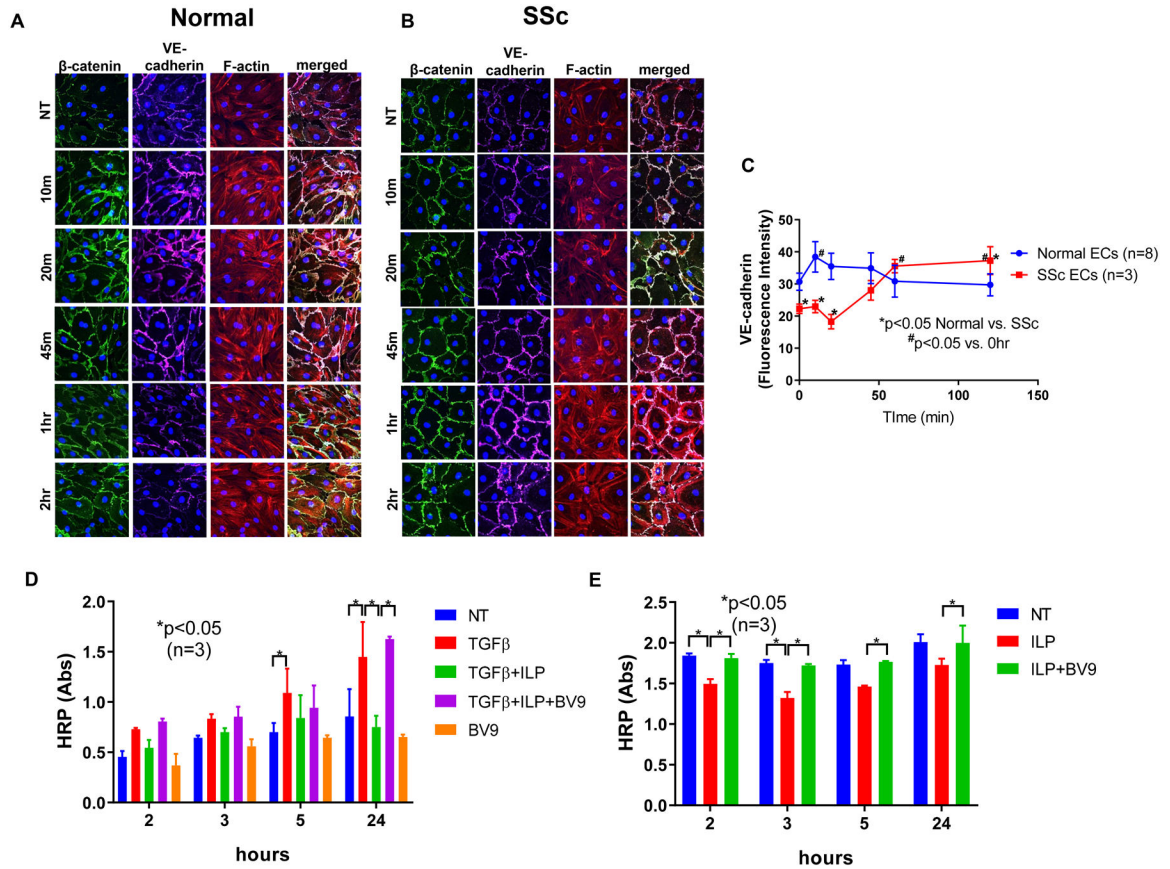 A
Normal
β-catenin VE-cadherin F-actin merged
NT
10m
20m
45m
1hr
2hr
B
SSc
β-catenin VE-cadherin F-actin merged
NT
10m
20m
45m
1hr
2hr
C
VE-cadherin
(Fluorescence Intensity)
50
40
30
20
10
0
0 50 100 150
TIme (min)
# # # *
* * *
Normal ECs (n=8)
SSc ECs (n=3)
*p<0.05 Normal vs. SSc
#p<0.05 vs. 0hr
D
HRP (Abs)
2.0
1.5
1.0
0.5
0.0
*p<0.05
(n=3)
* * * *
2 3 5 24
hours
NT
TGFβ
TGFβ+ILP
TGFβ+ILP+BV9
BV9
E
HRP (Abs)
2.5
2.0
1.5
1.0
0.5
0.0
*p<0.05
(n=3)
* * * * * *
2 3 5 24
hours
NT
ILP
ILP+BV9